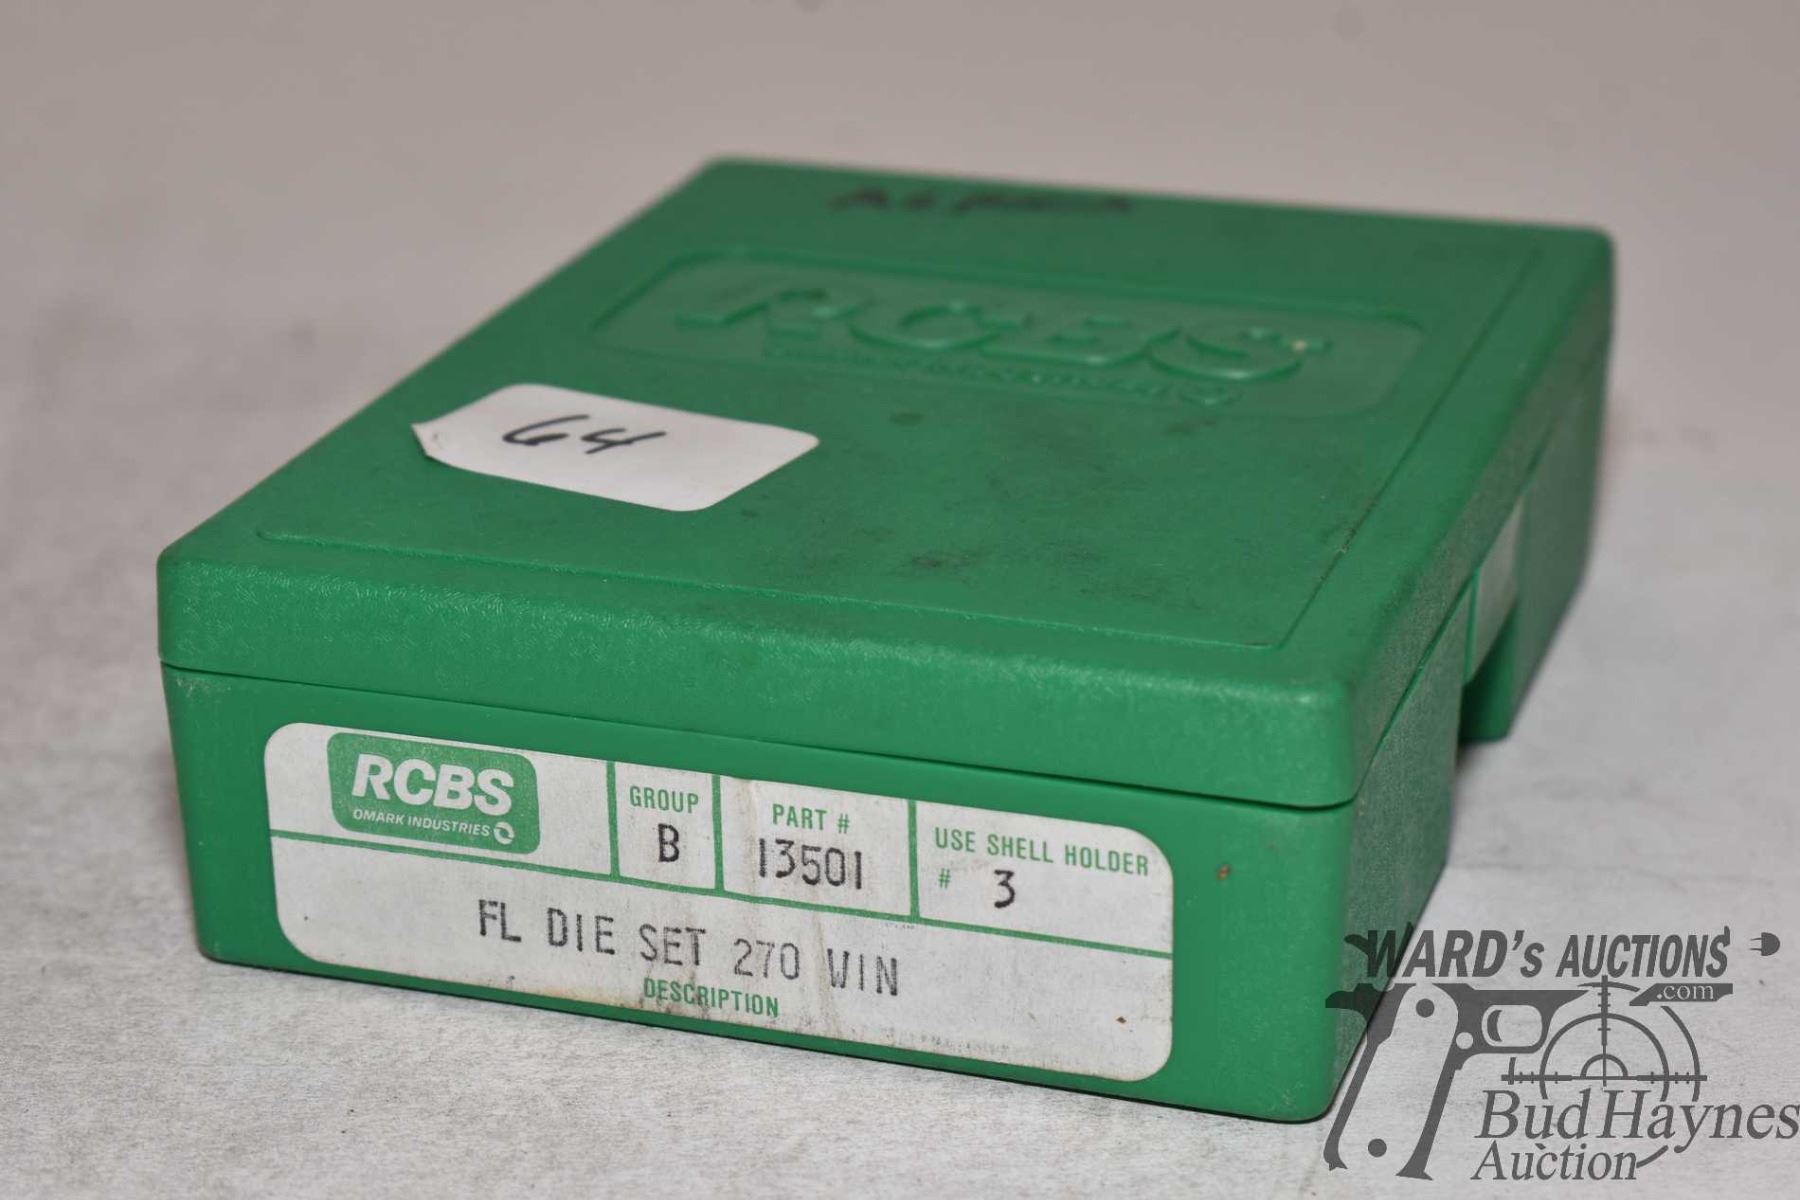 RCBS
64
RCBS
OMARK INDUSTRIES
GROUP
B
PART #
13501
USE SHELL HOLDER
# 3
FL DIE SET 270 WIN
DESCRIPTION
WARD's AUCTIONS
.com
Bud Haynes
Auction